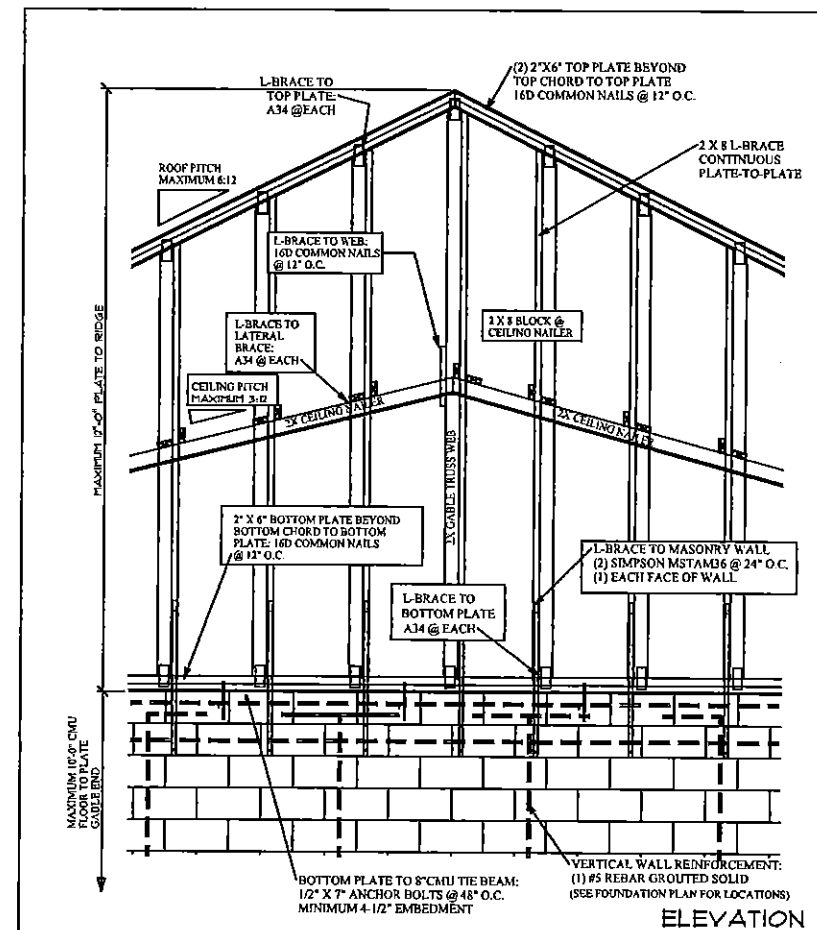 (2) 2"X6" TOP PLATE BEYOND
TOP CHORD TO TOP PLATE
16D COMMON NAILS @ 12" O.C.
L-BRACE TO
TOP PLATE:
A34 @EACH
2 X 8 L-BRACE
CONTINUOUS
PLATE-TO-PLATE
ROOF PITCH
MAXIMUM 6:12
L-BRACE TO WEB:
16D COMMON NAILS
@ 12" O.C.
L-BRACE TO
LATERAL
BRACE:
A34 @ EACH
2 X 8 BLOCK @
CEILING NAILER
CEILING PITCH
MAXIMUM 3:12
2X CEILING NAILER
2X CEILING NAILER
MAXIMUM 12'-0" PLATE TO RIDGE
2X GABLE TRUSS WEB
2" X 6" BOTTOM PLATE BEYOND
BOTTOM CHORD TO BOTTOM
PLATE: 16D COMMON NAILS
@ 12" O.C.
L-BRACE TO MASONRY WALL
(2) SIMPSON MSTAM36 @ 24" O.C.
(1) EACH FACE OF WALL
L-BRACE TO
BOTTOM PLATE
A34 @ EACH
MAXIMUM 10'-0" CMU
FLOOR TO PLATE
GABLE END
BOTTOM PLATE TO 8"CMU TIE BEAM:
1/2" X 7" ANCHOR BOLTS @ 48" O.C.
MINIMUM 4-1/2" EMBEDMENT
VERTICAL WALL REINFORCEMENT:
(1) #5 REBAR GROUTED SOLID
(SEE FOUNDATION PLAN FOR LOCATIONS)
ELEVATION